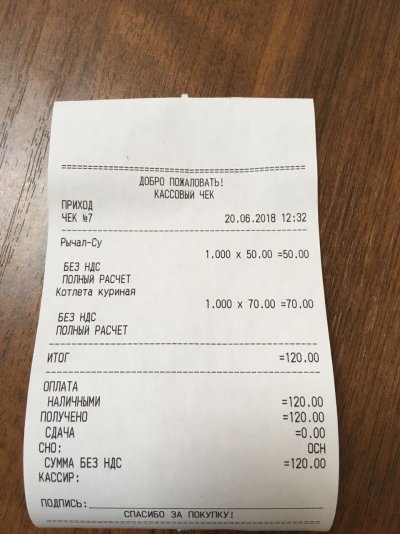 ДОБРО ПОЖАЛОВАТЬ!
КАССОВЫЙ ЧЕК
ПРИХОД
ЧЕК №7 20.06.2018 12:32
Рычал-Су
1.000 x 50.00 =50.00
БЕЗ НДС
ПОЛНЫЙ РАСЧЕТ
Котлета куриная
1.000 x 70.00 =70.00
БЕЗ НДС
ПОЛНЫЙ РАСЧЕТ
ИТОГ =120.00
ОПЛАТА
НАЛИЧНЫМИ =120.00
ПОЛУЧЕНО =120.00
СДАЧА =0.00
СНО: ОСН
СУММА БЕЗ НДС =120.00
КАССИР:
ПОДПИСЬ:
СПАСИБО ЗА ПОКУПКУ!